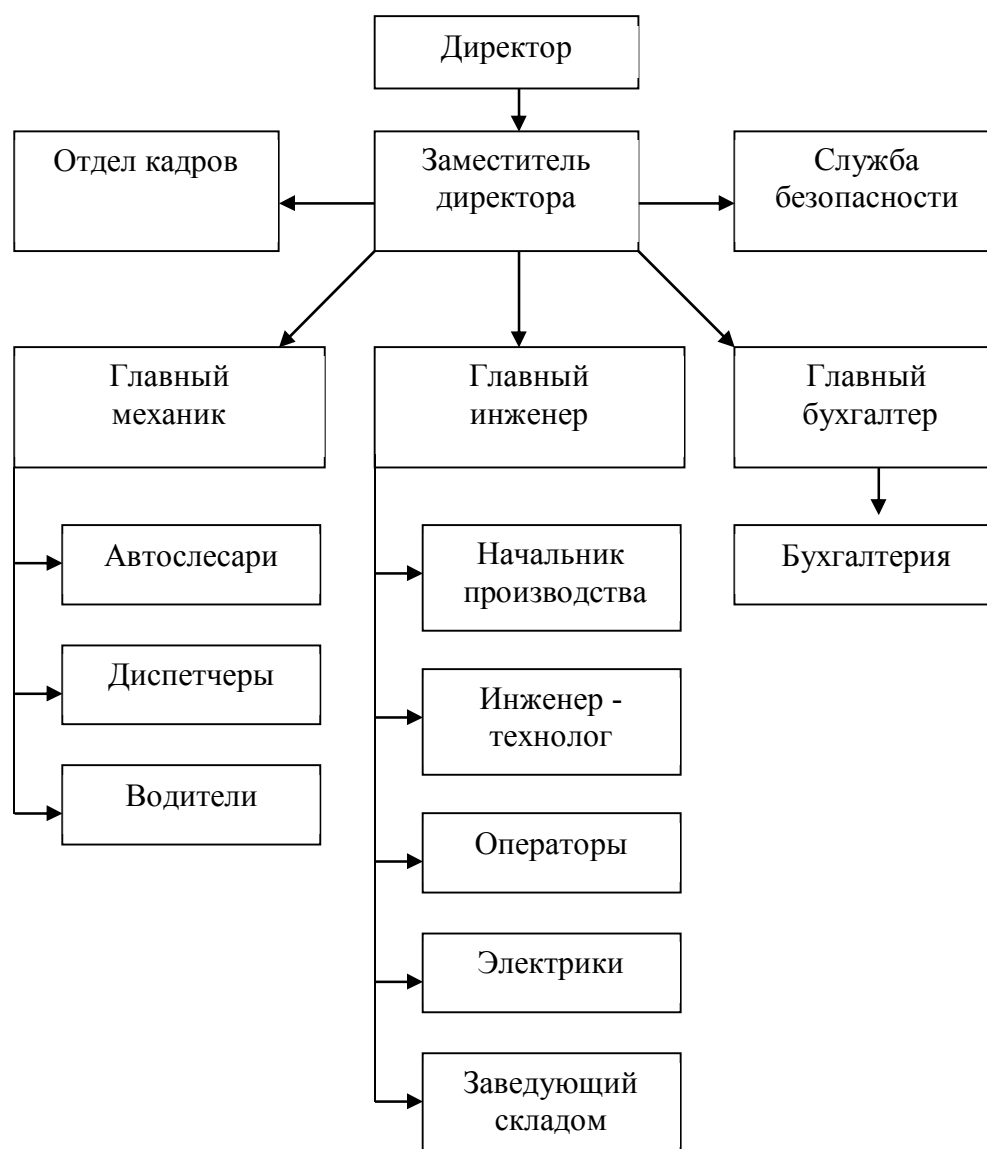 Директор
Отдел кадров
Заместитель
директора
Служба
безопасности
Главный
механик
Главный
инженер
Главный
бухгалтер
Автослесари
Диспетчеры
Водители
Начальник
производства
Инженер -
технолог
Операторы
Электрики
Заведующий
складом
Бухгалтерия